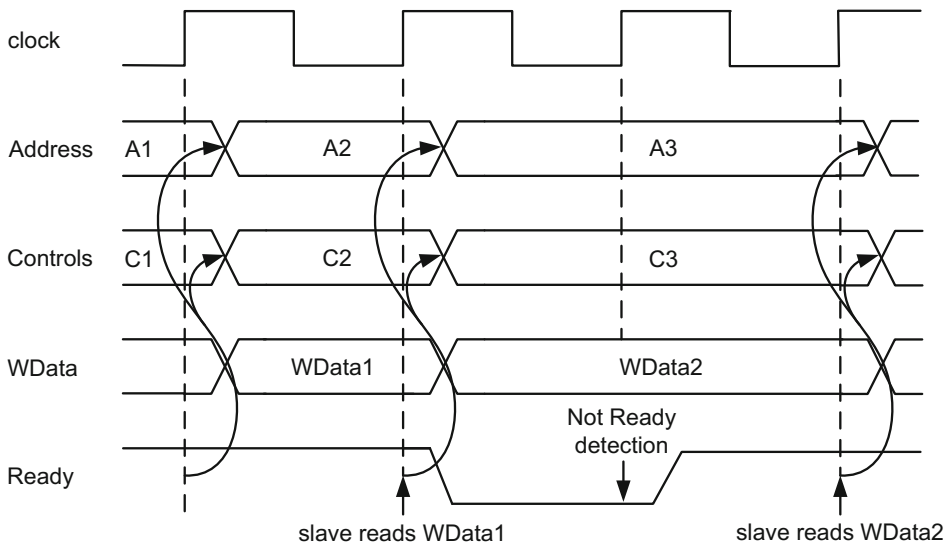 clock
Address A1 A2 A3
Controls C1 C2 C3
WData WData1 WData2
Not Ready
detection
Ready
slave reads WData1 slave reads WData2